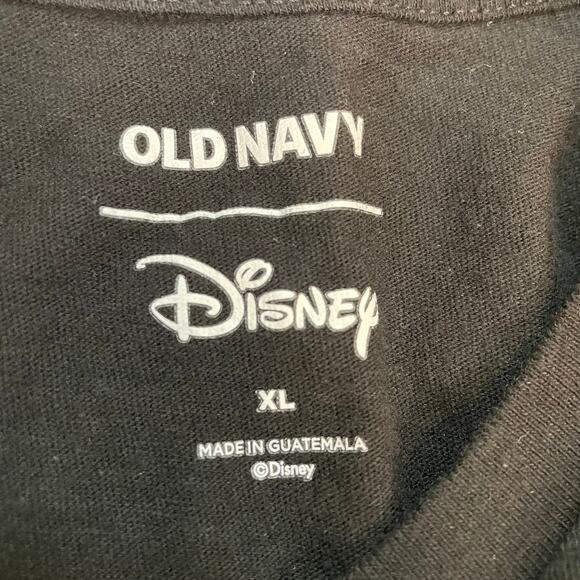 OLD NAVY
Disney
XL
MADE IN GUATEMALA
©Disney